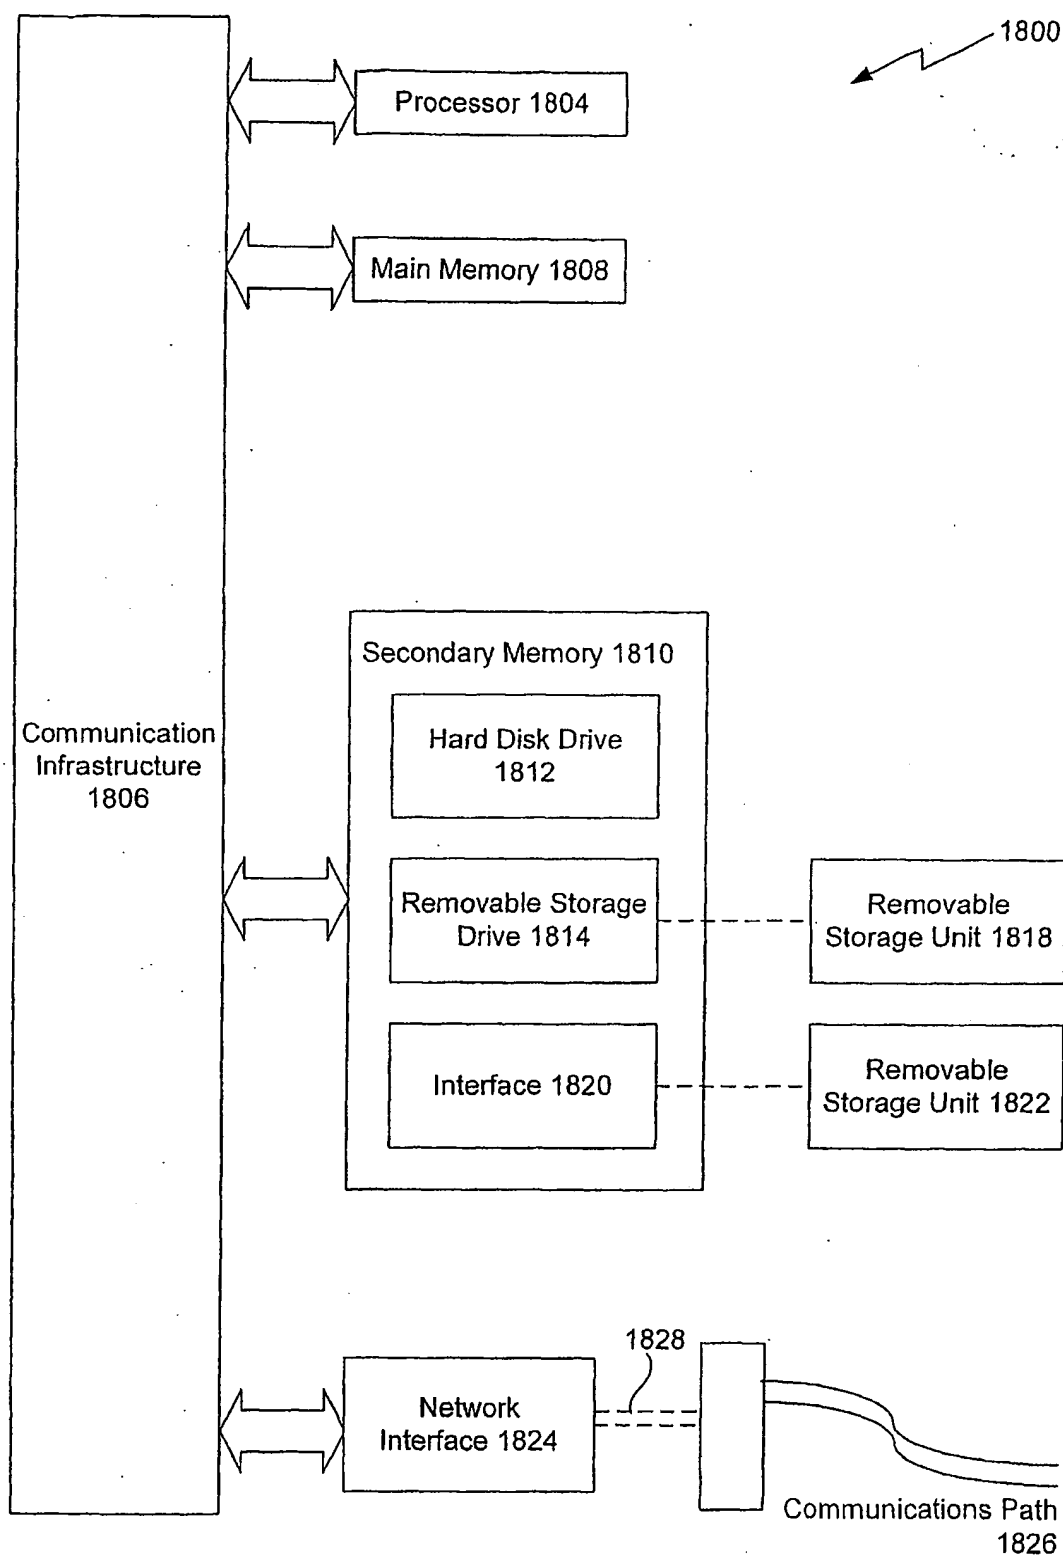 1800
Processor 1804
Main Memory 1808
Secondary Memory 1810
Hard Disk Drive
1812
Communication
Infrastructure
1806
Removable Storage
Drive 1814
Removable
Storage Unit 1818
Interface 1820
Removable
Storage Unit 1822
1828
Network
Interface 1824
Communications Path
1826